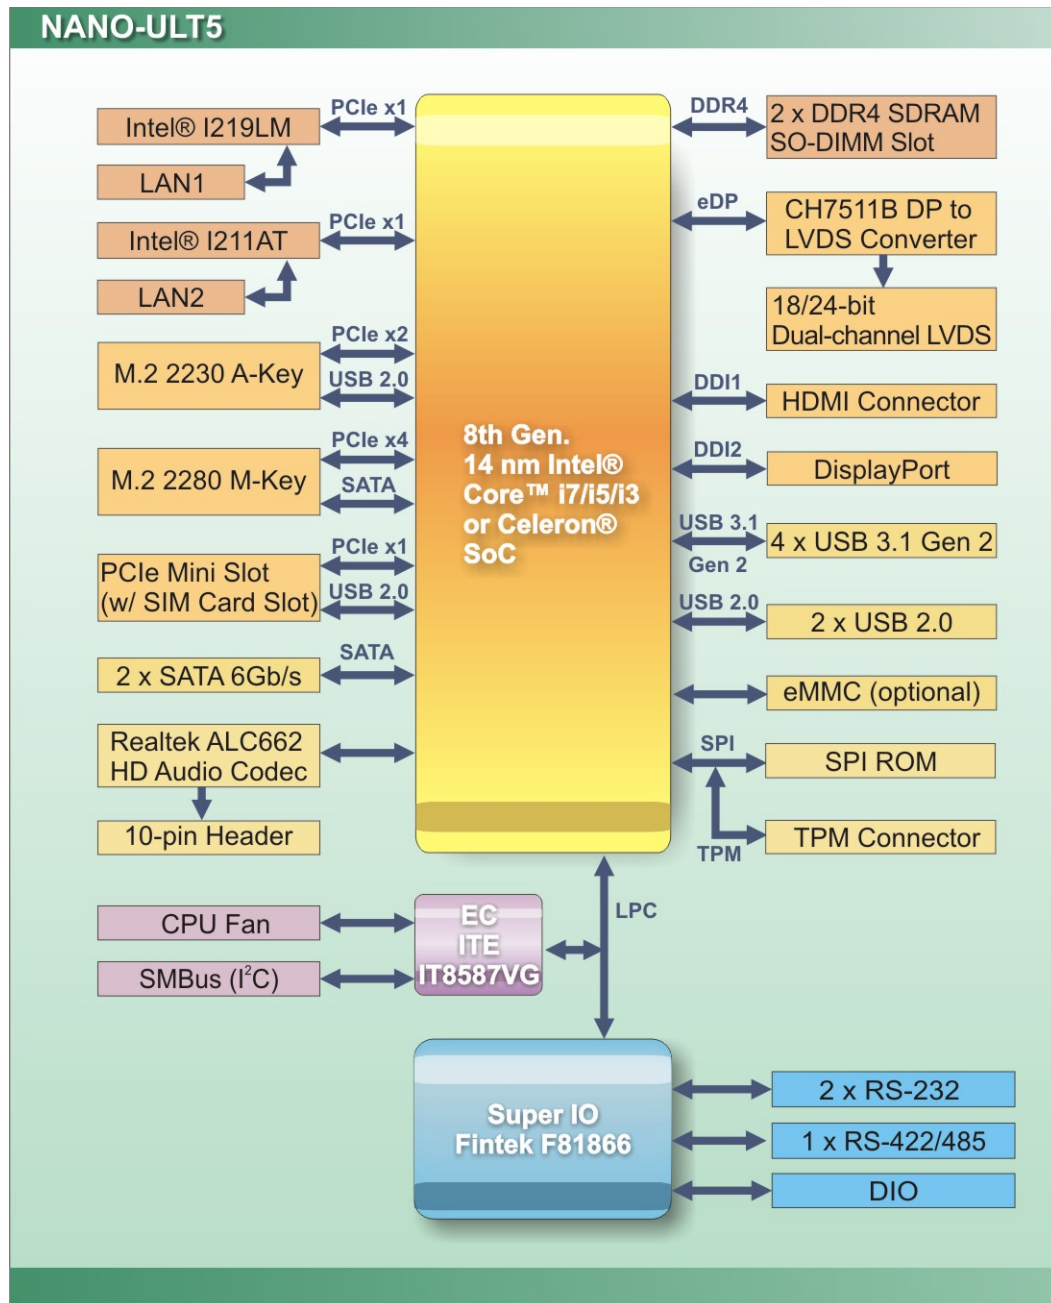 NANO-ULT5
Intel® I219LM
PCIe x1
LAN1
Intel® I211AT
PCIe x1
LAN2
M.2 2230 A-Key
PCIe x2
USB 2.0
M.2 2280 M-Key
PCIe x4
SATA
PCIe Mini Slot
(w/ SIM Card Slot)
PCIe x1
USB 2.0
2 x SATA 6Gb/s
SATA
Realtek ALC662
HD Audio Codec
10-pin Header
8th Gen.
14 nm Intel®
Core™ i7/i5/i3
or Celeron®
SoC
DDR4
2 x DDR4 SDRAM
SO-DIMM Slot
eDP
CH7511B DP to
LVDS Converter
18/24-bit
Dual-channel LVDS
DDI1
HDMI Connector
DDI2
DisplayPort
USB 3.1
Gen 2
4 x USB 3.1 Gen 2
USB 2.0
2 x USB 2.0
eMMC (optional)
SPI
SPI ROM
TPM
TPM Connector
CPU Fan
SMBus (I²C)
EC
ITE
IT8587VG
LPC
Super IO
Fintek F81866
2 x RS-232
1 x RS-422/485
DIO